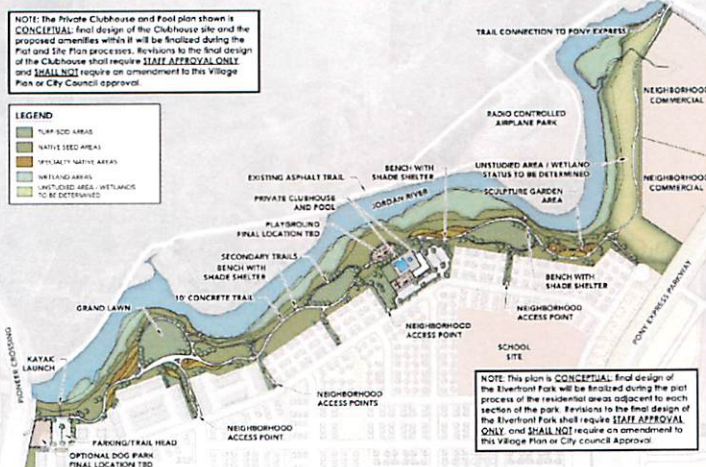 NOTE: The Private Clubhouse and Pool plan shown is
CONCEPTUAL; final design of the Clubhouse site and the
proposed amenities within it will be finalized during the
Plat and Site Plan processes. Revisions to the final design
of the Clubhouse shall require STAFF APPROVAL ONLY
and SHALL NOT require an amendment to this Village
Plan or City Council approval.
LEGEND
TURF-SOD AREAS
NATIVE SEED AREAS
SPECIALTY NATIVE AREAS
WETLAND AREAS
UNSTUDIED AREA / WETLANDS
TO BE DETERMINED
TRAIL CONNECTION TO PONY EXPRESS
NEIGHBORHOOD
COMMERCIAL
RADIO CONTROLLED
AIRPLANE PARK
BENCH WITH
SHADE SHELTER
UNSTUDIED AREA / WETLAND
STATUS TO BE DETERMINED
EXISTING ASPHALT TRAIL
NEIGHBORHOOD
COMMERCIAL
JORDAN RIVER
SCULPTURE GARDEN
AREA
PRIVATE CLUBHOUSE
AND POOL
PLAYGROUND
FINAL LOCATION TBD
SECONDARY TRAILS
BENCH WITH
SHADE SHELTER
BENCH WITH
SHADE SHELTER
10' CONCRETE TRAIL
GRAND LAWN
NEIGHBORHOOD
ACCESS POINT
NEIGHBORHOOD
ACCESS POINT
PONY EXPRESS PARKWAY
SCHOOL
SITE
PIONEER CROSSING
KAYAK
LAUNCH
NEIGHBORHOOD
ACCESS POINTS
NEIGHBORHOOD
ACCESS POINT
PARKING/TRAIL HEAD
OPTIONAL DOG PARK
FINAL LOCATION TBD
NOTE: This plan is CONCEPTUAL; final design of
the Riverfront Park will be finalized during the plat
process of the residential areas adjacent to each
section of the park. Revisions to the final design of
the Riverfront Park shall require STAFF APPROVAL
ONLY, and SHALL NOT require an amendment to
this Village Plan or City council Approval.